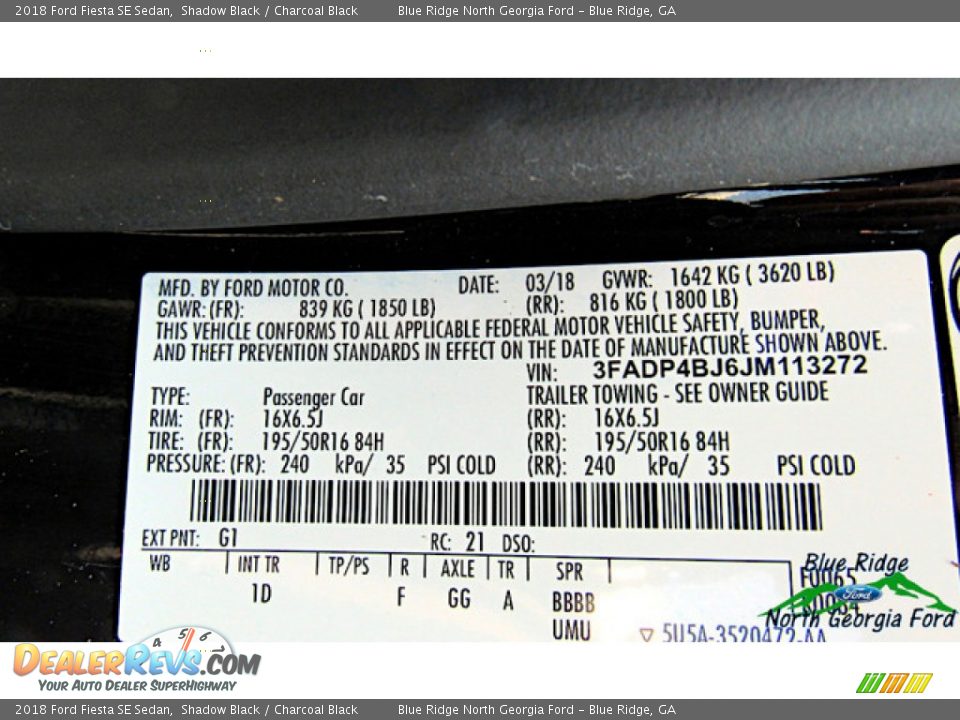 2018 Ford Fiesta SE Sedan, Shadow Black / Charcoal Black Blue Ridge North Georgia Ford - Blue Ridge, GA
MFD. BY FORD MOTOR CO. DATE: 03/18 GVWR: 1642 KG ( 3620 LB)
GAWR: (FR): 839 KG ( 1850 LB) (RR): 816 KG ( 1800 LB)
THIS VEHICLE CONFORMS TO ALL APPLICABLE FEDERAL MOTOR VEHICLE SAFETY, BUMPER,
AND THEFT PREVENTION STANDARDS IN EFFECT ON THE DATE OF MANUFACTURE SHOWN ABOVE.
VIN: 3FADP4BJ6JM113272
TYPE: Passenger Car TRAILER TOWING - SEE OWNER GUIDE
RIM: (FR): 16X6.5J (RR): 16X6.5J
TIRE: (FR): 195/50R16 84H (RR): 195/50R16 84H
PRESSURE: (FR): 240 kPa/ 35 PSI COLD (RR): 240 kPa/ 35 PSI COLD
EXT PNT: G1 RC: 21 DSO:
WB INT TR TP/PS R AXLE TR SPR
1D F GG A BBBB
UMU
F0065
5U5A-3520472-AA
Blue Ridge
Ford
North Georgia Ford
4 5 6
DealerRevs.com
Your Auto Dealer SuperHighway
2018 Ford Fiesta SE Sedan, Shadow Black / Charcoal Black Blue Ridge North Georgia Ford - Blue Ridge, GA